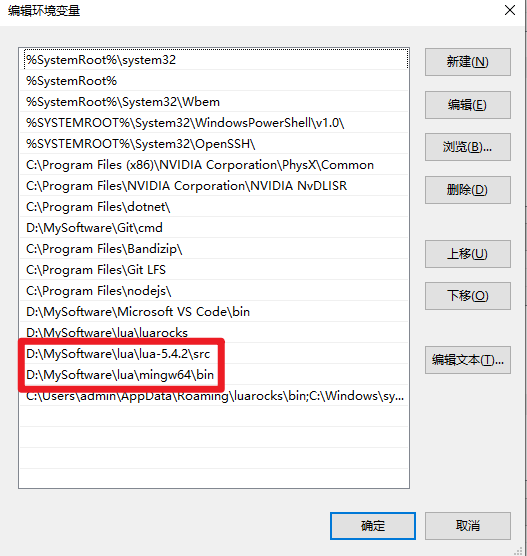 编辑环境变量
%SystemRoot%\system32
%SystemRoot%
%SystemRoot%\System32\Wbem
%SYSTEMROOT%\System32\WindowsPowerShell\v1.0\
%SYSTEMROOT%\System32\OpenSSH\
C:\Program Files (x86)\NVIDIA Corporation\PhysX\Common
C:\Program Files\NVIDIA Corporation\NVIDIA NvDLISR
C:\Program Files\dotnet\
D:\MySoftware\Git\cmd
C:\Program Files\Bandizip\
C:\Program Files\Git LFS
C:\Program Files\nodejs\
D:\MySoftware\Microsoft VS Code\bin
D:\MySoftware\lua\luarocks
D:\MySoftware\lua\lua-5.4.2\src
D:\MySoftware\lua\mingw64\bin
C:\Users\admin\AppData\Roaming\luarocks\bin;C:\Windows\sy...
新建(N)
编辑(E)
浏览(B)...
删除(D)
上移(U)
下移(O)
编辑文本(T)...
确定
取消